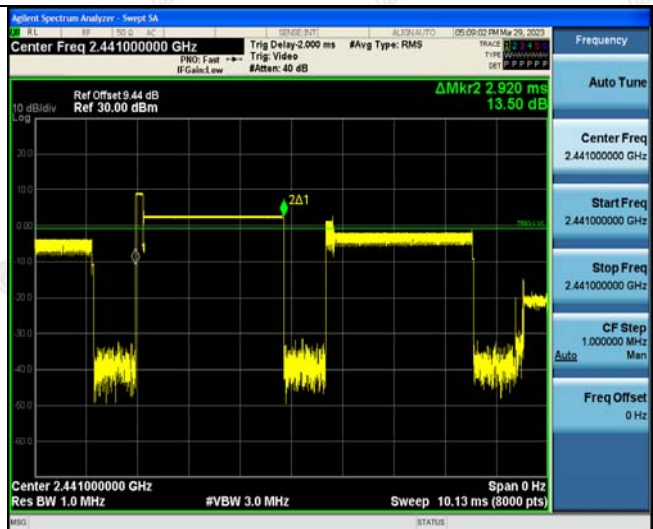 Agilent Spectrum Analyzer - Swept SA
RL RF 50 Ω AC SENSE:INT ALIGN AUTO 05:09:02 PM Mar 29, 2023
Center Freq 2.441000000 GHz
PNO: Fast
IFGain:Low
Trig Delay-2.000 ms
Trig: Video
#Atten: 40 dB
#Avg Type: RMS
TRACE 1 2 3 4 5 6
TYPE
DET P P P P P P
Ref Offset 9.44 dB
10 dB/div Ref 30.00 dBm
Log
ΔMkr2 2.920 ms
13.50 dB
20.0
10.0
0.00
-10.0
-20.0
-30.0
-40.0
-50.0
-60.0
2Δ1
1
TRIG LVL
Center 2.441000000 GHz
Span 0 Hz
Res BW 1.0 MHz #VBW 3.0 MHz Sweep 10.13 ms (8000 pts)
MSG STATUS
Frequency
Auto Tune
Center Freq
2.441000000 GHz
Start Freq
2.441000000 GHz
Stop Freq
2.441000000 GHz
CF Step
1.000000 MHz
Auto Man
Freq Offset
0 Hz